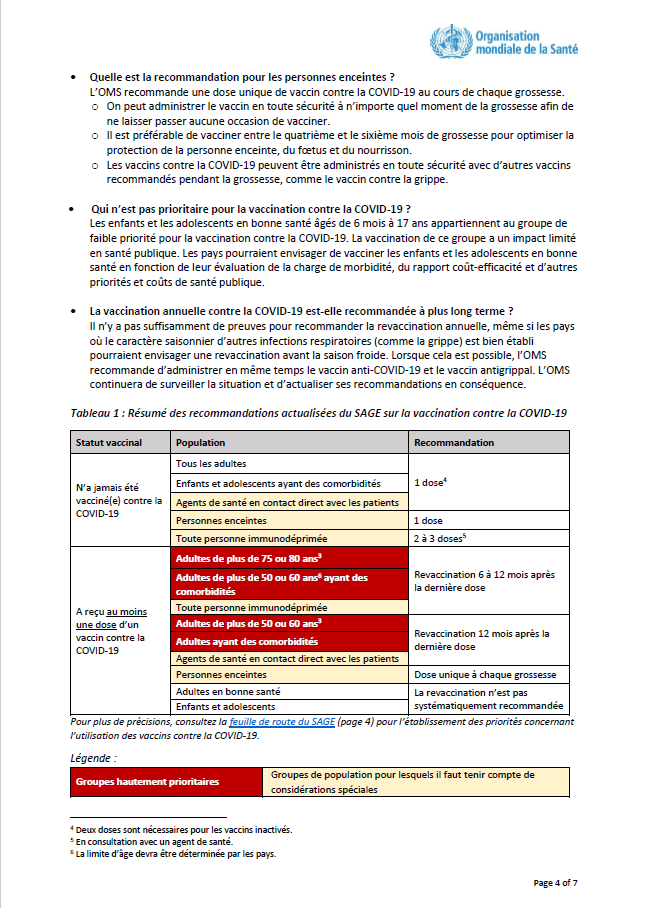 Organisation
mondiale de la Santé
• Quelle est la recommandation pour les personnes enceintes ?
L’OMS recommande une dose unique de vaccin contre la COVID-19 au cours de chaque grossesse.
o On peut administrer le vaccin en toute sécurité à n’importe quel moment de la grossesse afin de
ne laisser passer aucune occasion de vacciner.
o Il est préférable de vacciner entre le quatrième et le sixième mois de grossesse pour optimiser la
protection de la personne enceinte, du fœtus et du nourrisson.
o Les vaccins contre la COVID-19 peuvent être administrés en toute sécurité avec d’autres vaccins
recommandés pendant la grossesse, comme le vaccin contre la grippe.
• Qui n’est pas prioritaire pour la vaccination contre la COVID-19 ?
Les enfants et les adolescents en bonne santé âgés de 6 mois à 17 ans appartiennent au groupe de
faible priorité pour la vaccination contre la COVID-19. La vaccination de ce groupe a un impact limité
en santé publique. Les pays pourraient envisager de vacciner les enfants et les adolescents en bonne
santé en fonction de leur évaluation de la charge de morbidité, du rapport coût-efficacité et d’autres
priorités et coûts de santé publique.
• La vaccination annuelle contre la COVID-19 est-elle recommandée à plus long terme ?
Il n’y a pas suffisamment de preuves pour recommander la revaccination annuelle, même si les pays
où le caractère saisonnier d’autres infections respiratoires (comme la grippe) est bien établi
pourraient envisager une revaccination avant la saison froide. Lorsque cela est possible, l’OMS
recommande d’administrer en même temps le vaccin anti-COVID-19 et le vaccin antigrippal. L’OMS
continuera de surveiller la situation et d’actualiser ses recommandations en conséquence.
Tableau 1 : Résumé des recommandations actualisées du SAGE sur la vaccination contre la COVID-19
Statut vaccinal Population Recommandation
N’a jamais été
vacciné(e) contre la
COVID-19
Tous les adultes
Enfants et adolescents ayant des comorbidités
Agents de santé en contact direct avec les patients
1 dose⁴
Personnes enceintes
1 dose
Toute personne immunodéprimée
2 à 3 doses⁵
A reçu au moins
une dose d’un
vaccin contre la
COVID-19
Adultes de plus de 75 ou 80 ans³
Adultes de plus de 50 ou 60 ans⁶ ayant des
comorbidités
Toute personne immunodéprimée
Revaccination 6 à 12 mois après
la dernière dose
Adultes de plus de 50 ou 60 ans³
Adultes ayant des comorbidités
Agents de santé en contact direct avec les patients
Revaccination 12 mois après la
dernière dose
Personnes enceintes
Dose unique à chaque grossesse
Adultes en bonne santé
Enfants et adolescents
La revaccination n’est pas
systématiquement recommandée
Pour plus de précisions, consultez la feuille de route du SAGE (page 4) pour l’établissement des priorités concernant
l’utilisation des vaccins contre la COVID-19.
Légende :
Groupes hautement prioritaires
Groupes de population pour lesquels il faut tenir compte de
considérations spéciales
⁴ Deux doses sont nécessaires pour les vaccins inactivés.
⁵ En consultation avec un agent de santé.
⁶ La limite d’âge devra être déterminée par les pays.
Page 4 of 7